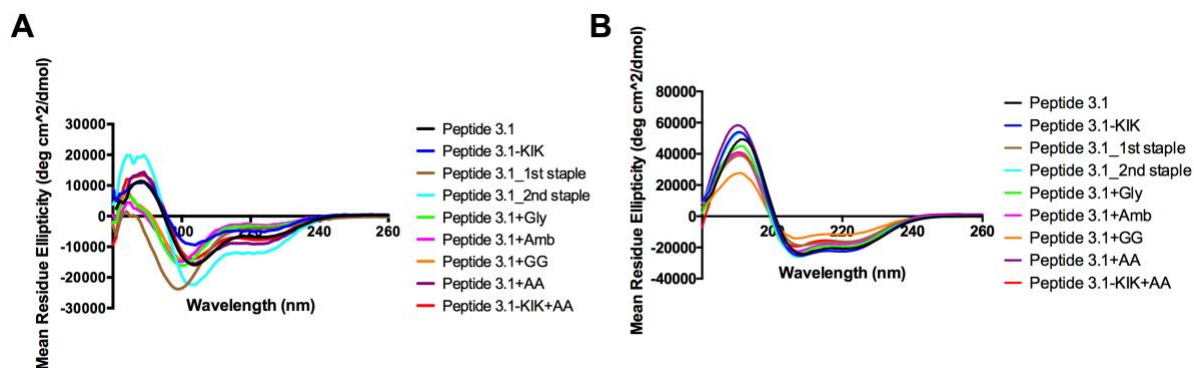 A
B
Mean Residue Ellipticity (deg cm^2/dmol)
30000
20000
10000
0
-10000
-20000
-30000
200
220
240
260
Wavelength (nm)
Peptide 3.1
Peptide 3.1-KIK
Peptide 3.1_1st staple
Peptide 3.1_2nd staple
Peptide 3.1+Gly
Peptide 3.1+Amb
Peptide 3.1+GG
Peptide 3.1+AA
Peptide 3.1-KIK+AA
Mean Residue Ellipticity (deg cm^2/dmol)
80000
60000
40000
20000
0
-20000
-40000
200
220
240
260
Wavelength (nm)
Peptide 3.1
Peptide 3.1-KIK
Peptide 3.1_1st staple
Peptide 3.1_2nd staple
Peptide 3.1+Gly
Peptide 3.1+Amb
Peptide 3.1+GG
Peptide 3.1+AA
Peptide 3.1-KIK+AA